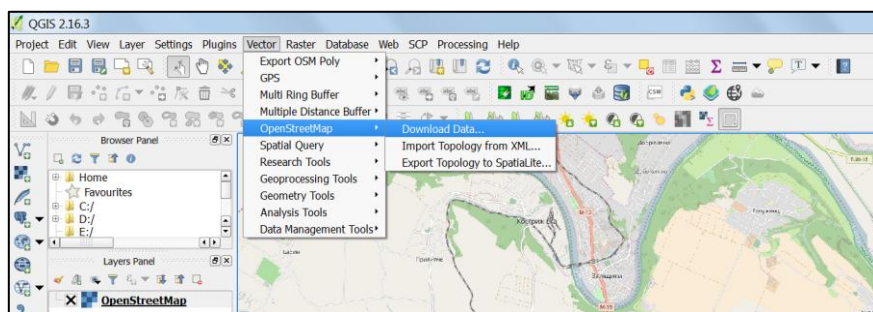 QGIS 2.16.3
Project Edit View Layer Settings Plugins Vector Raster Database Web SCP Processing Help
Export OSM Poly
GPS
Multi Ring Buffer
Multiple Distance Buffer
OpenStreetMap
Spatial Query
Research Tools
Geoprocessing Tools
Geometry Tools
Analysis Tools
Data Management Tools
Download Data...
Import Topology from XML...
Export Topology to SpatiaLite...
CSW
Browser Panel
Home
Favourites
C:/
D:/
E:/
Layers Panel
OpenStreetMap
Заліщики